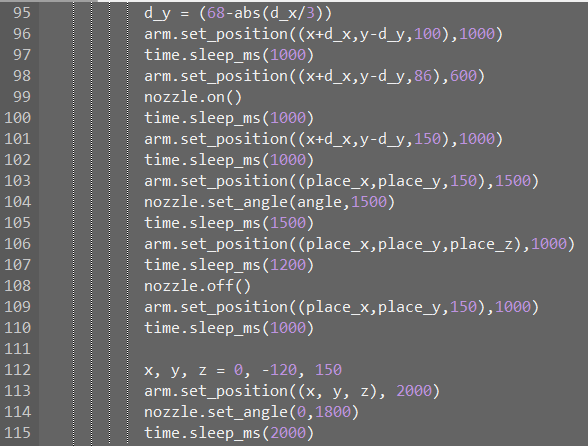 95 d_y = (68-abs(d_x/3))
96 arm.set_position((x+d_x,y-d_y,100),1000)
97 time.sleep_ms(1000)
98 arm.set_position((x+d_x,y-d_y,86),600)
99 nozzle.on()
100 time.sleep_ms(1000)
101 arm.set_position((x+d_x,y-d_y,150),1000)
102 time.sleep_ms(1000)
103 arm.set_position((place_x,place_y,150),1500)
104 nozzle.set_angle(angle,1500)
105 time.sleep_ms(1500)
106 arm.set_position((place_x,place_y,place_z),1000)
107 time.sleep_ms(1200)
108 nozzle.off()
109 arm.set_position((place_x,place_y,150),1000)
110 time.sleep_ms(1000)
111
112 x, y, z = 0, -120, 150
113 arm.set_position((x, y, z), 2000)
114 nozzle.set_angle(0,1800)
115 time.sleep_ms(2000)